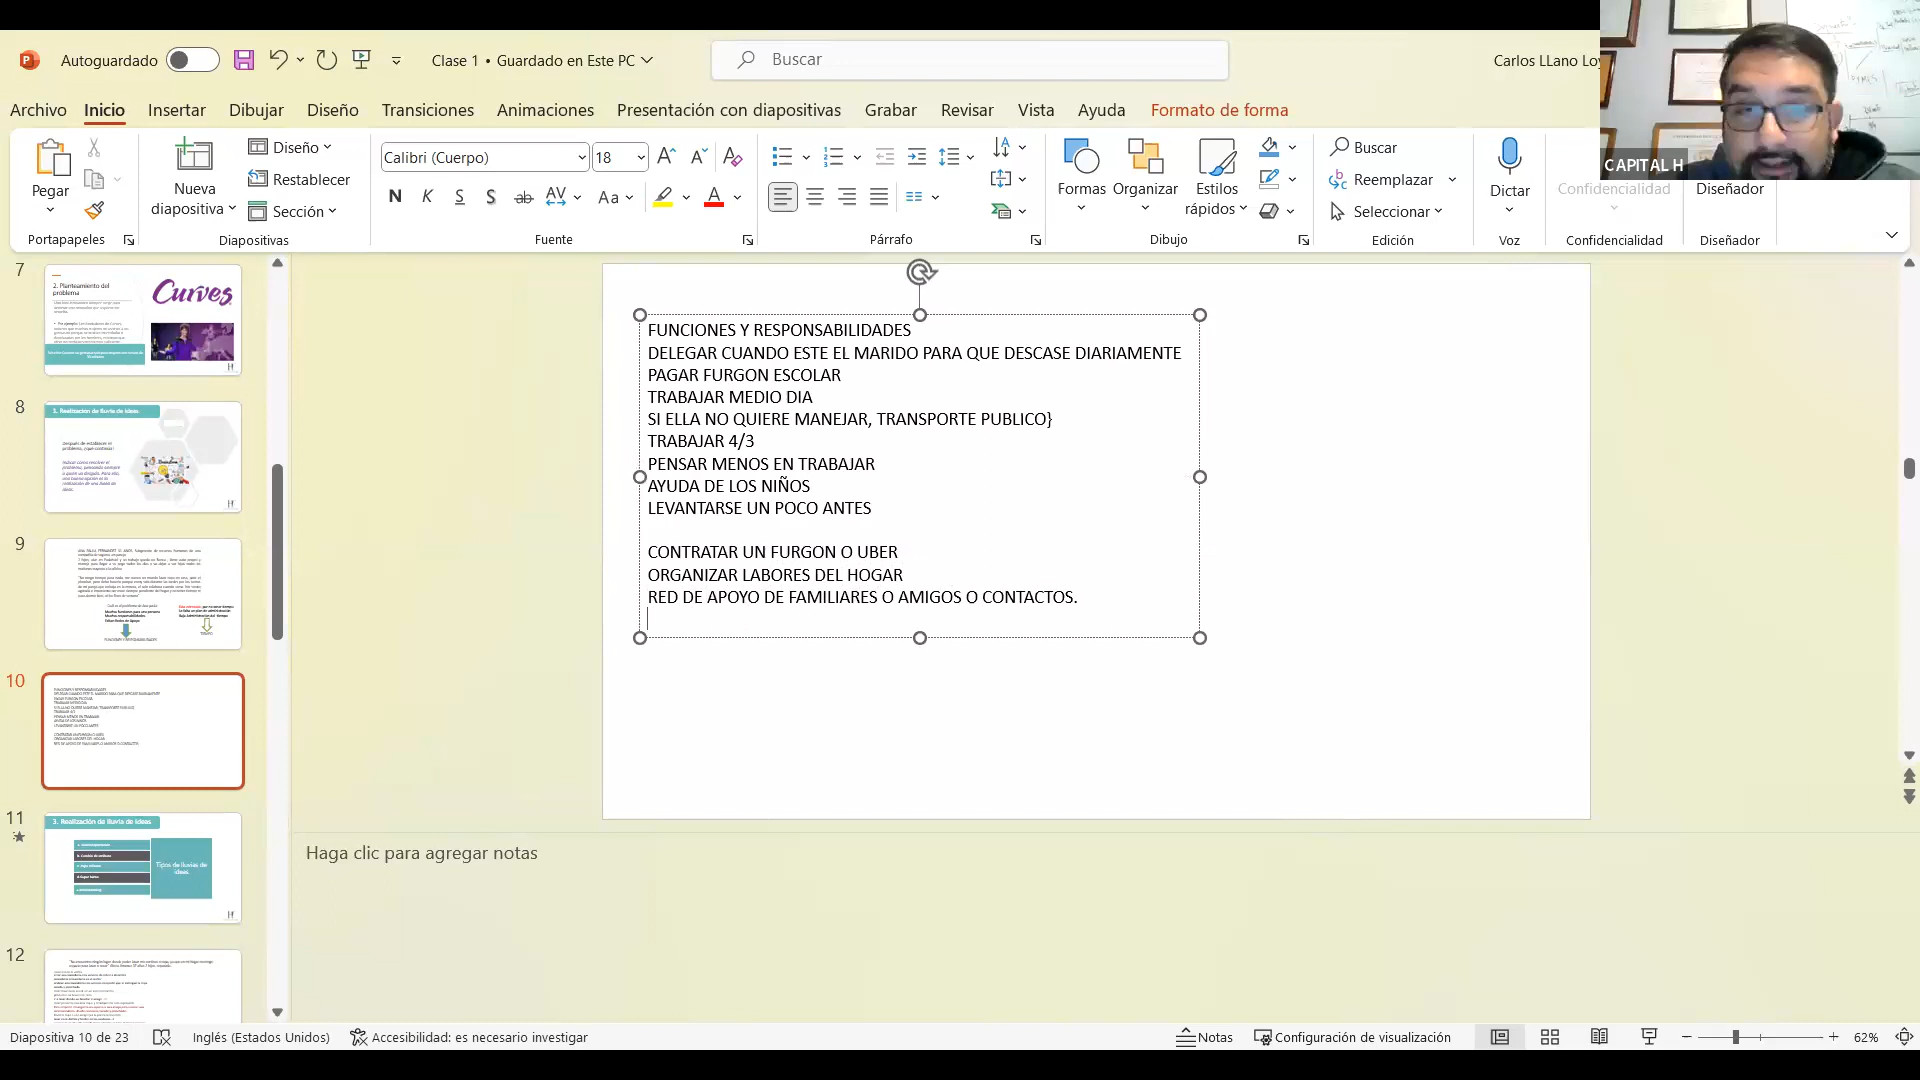 Autoguardado
Clase 1 • Guardado en Este PC
Buscar
Carlos LLano Loy
Archivo
Inicio
Insertar
Dibujar
Diseño
Transiciones
Animaciones
Presentación con diapositivas
Grabar
Revisar
Vista
Ayuda
Formato de forma
Pegar
Portapapeles
Nueva diapositiva
Diseño
Restablecer
Sección
Diapositivas
Calibri (Cuerpo)
18
N K S S ab AV Aa A
Fuente
Párrafo
Formas
Organizar
Estilos rápidos
Dibujo
Buscar
Reemplazar
Seleccionar
Edición
Dictar
Voz
Confidencialidad
Confidencialidad
Diseñador
Diseñador
CAPITAL H
7
2. Planteamiento del problema
Curves
8
3. Realización de lluvia de ideas
9
10
11
3. Realización de lluvia de ideas
Tipos de lluvias de ideas
12
FUNCIONES Y RESPONSABILIDADES
DELEGAR CUANDO ESTE EL MARIDO PARA QUE DESCASE DIARIAMENTE
PAGAR FURGON ESCOLAR
TRABAJAR MEDIO DIA
SI ELLA NO QUIERE MANEJAR, TRANSPORTE PUBLICO}
TRABAJAR 4/3
PENSAR MENOS EN TRABAJAR
AYUDA DE LOS NIÑOS
LEVANTARSE UN POCO ANTES
CONTRATAR UN FURGON O UBER
ORGANIZAR LABORES DEL HOGAR
RED DE APOYO DE FAMILIARES O AMIGOS O CONTACTOS.
Haga clic para agregar notas
Diapositiva 10 de 23
Inglés (Estados Unidos)
Accesibilidad: es necesario investigar
Notas
Configuración de visualización
62%